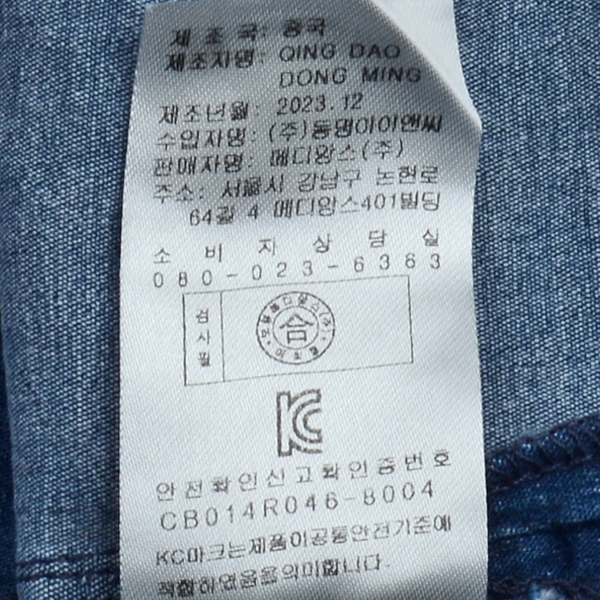 제 조 국: 중국
제조자명: QING DAO
DONG MING
제조년월: 2023.12
수입자명: (주)동명이이앤씨
판매자명: 메디앙스(주)
주소: 서울시 강남구 논현로
64길 4 메디앙스401빌딩
소 비 자 상 담 실
080-023-6363
검사필
合
KC
안전확인신고확인증번호
CB014R046-8004
KC마크는제품이공통안전기준에
적합하였음을의미합니다.